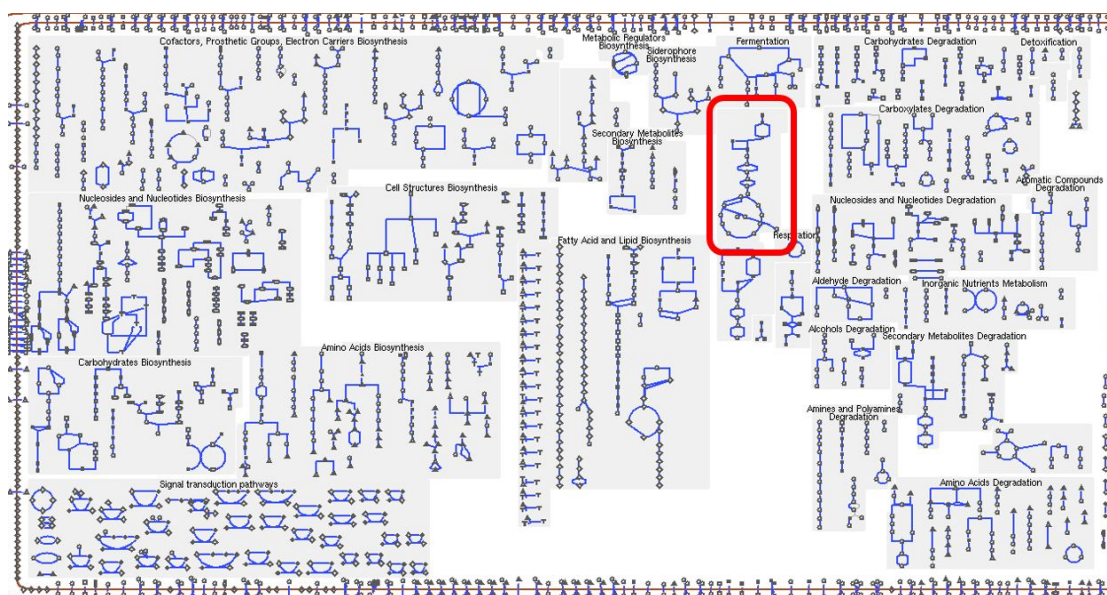 Cofactors, Prosthetic Groups, Electron Carriers Biosynthesis
Metabolic Regulators
Biosynthesis
Siderophore
Biosynthesis
Fermentation
Carbohydrates Degradation
Detoxification
Carboxylates Degradation
Secondary Metabolites
Biosynthesis
Nucleosides and Nucleotides Biosynthesis
Cell Structures Biosynthesis
Aromatic Compounds
Degradation
Nucleosides and Nucleotides Degradation
Fatty Acid and Lipid Biosynthesis
Respiration
Aldehyde Degradation
Inorganic Nutrients Metabolism
Alcohols Degradation
Secondary Metabolites Degradation
Carbohydrates Biosynthesis
Amino Acids Biosynthesis
Amines and Polyamines
Degradation
Signal transduction pathways
Amino Acids Degradation